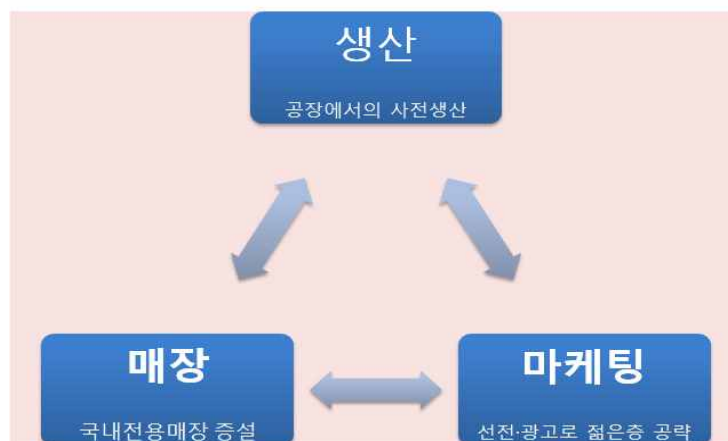 생산
공장에서의 사전생산
매장
국내전용매장 증설
마케팅
선전·광고로 젊은층 공략